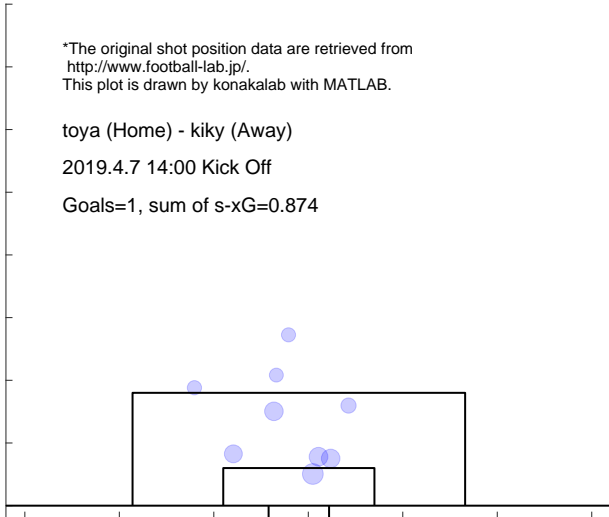 *The original shot position data are retrieved from
http://www.football-lab.jp/.
This plot is drawn by konakalab with MATLAB.
toya (Home) - kiky (Away)
2019.4.7 14:00 Kick Off
Goals=1, sum of s-xG=0.874